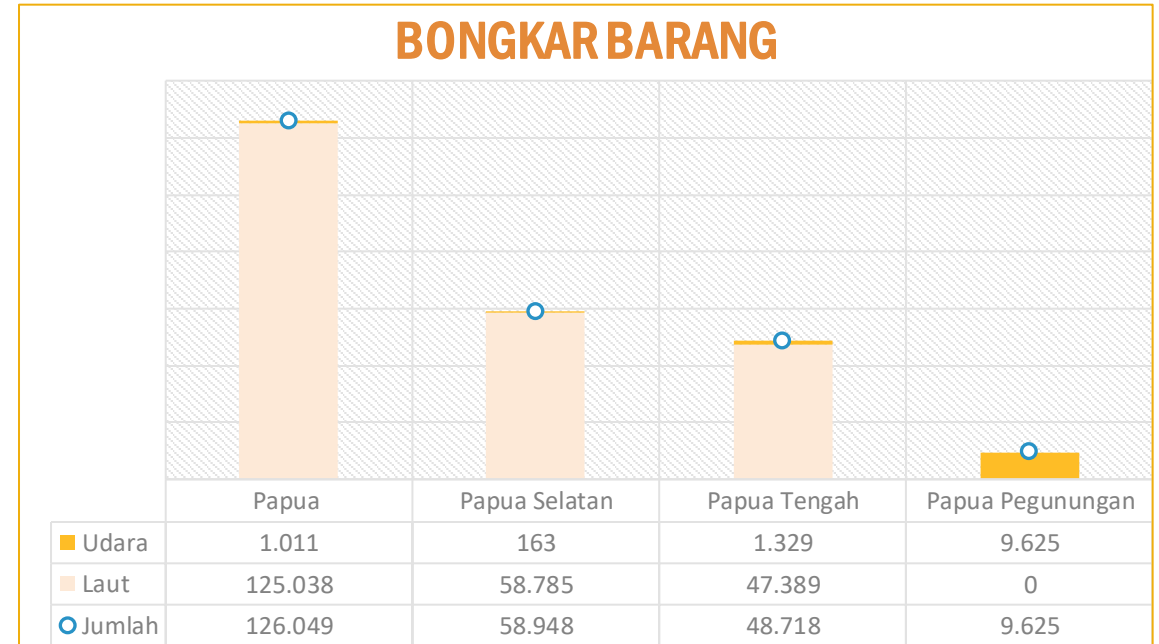 BONGKAR BARANG
Papua Papua Selatan Papua Tengah Papua Pegunungan
Udara 1.011 163 1.329 9.625
Laut 125.038 58.785 47.389 0
Jumlah 126.049 58.948 48.718 9.625